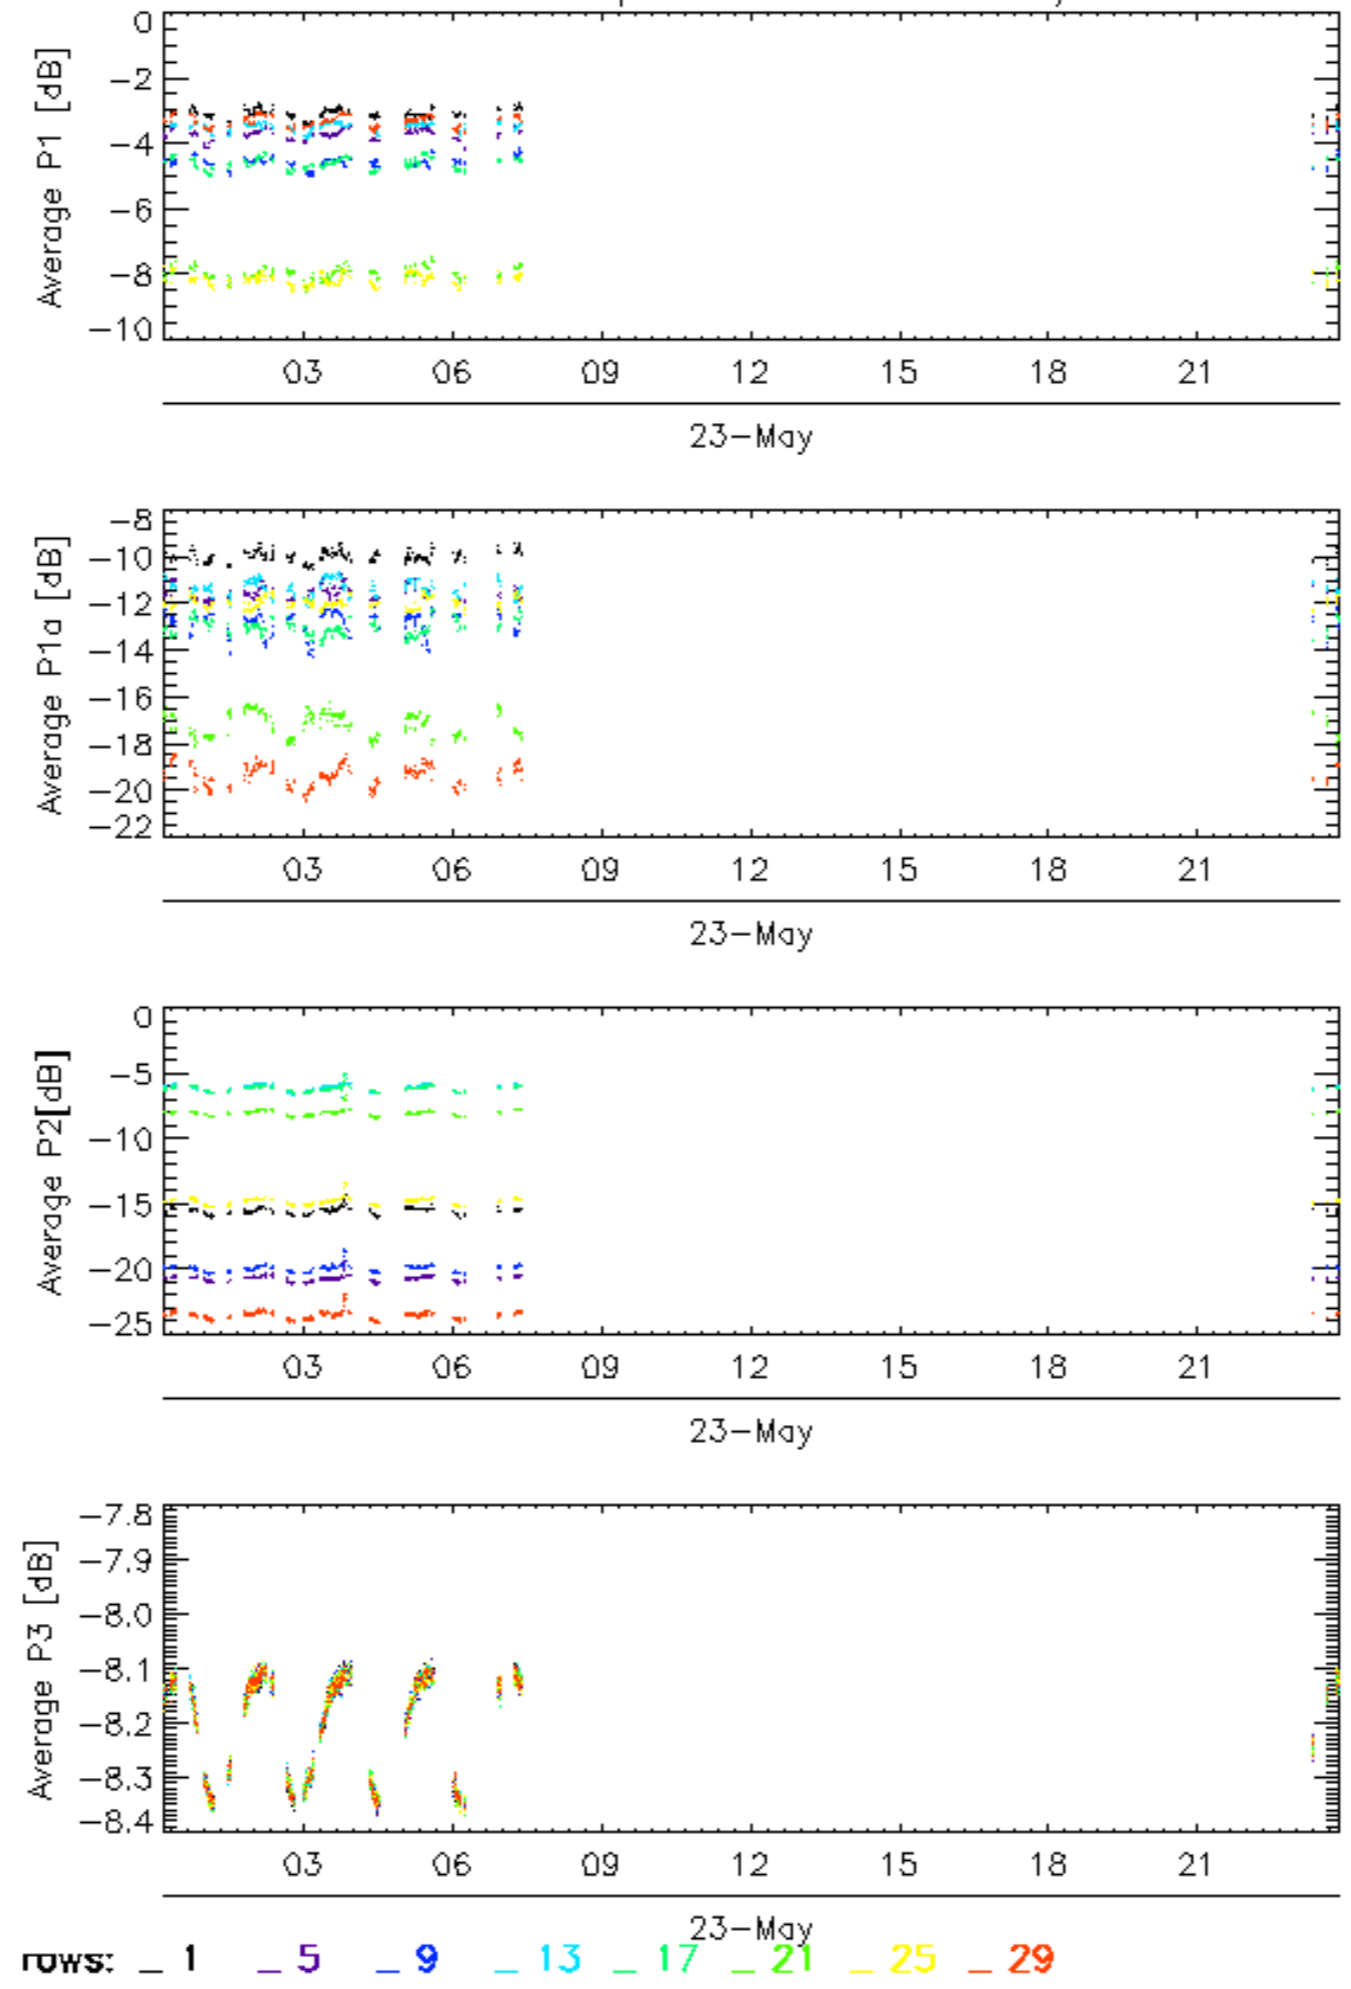 Average P1 [dB]
0
-2
-4
-6
-8
-10
03 06 09 12 15 18 21
23-May
Average P1a [dB]
-8
-10
-12
-14
-16
-18
-20
-22
03 06 09 12 15 18 21
23-May
Average P2[dB]
0
-5
-10
-15
-20
-25
03 06 09 12 15 18 21
23-May
Average P3 [dB]
-7.8
-7.9
-8.0
-8.1
-8.2
-8.3
-8.4
03 06 09 12 15 18 21
23-May
rows: _ 1 _ 5 _ 9 _ 13 _ 17 _ 21 _ 25 _ 29